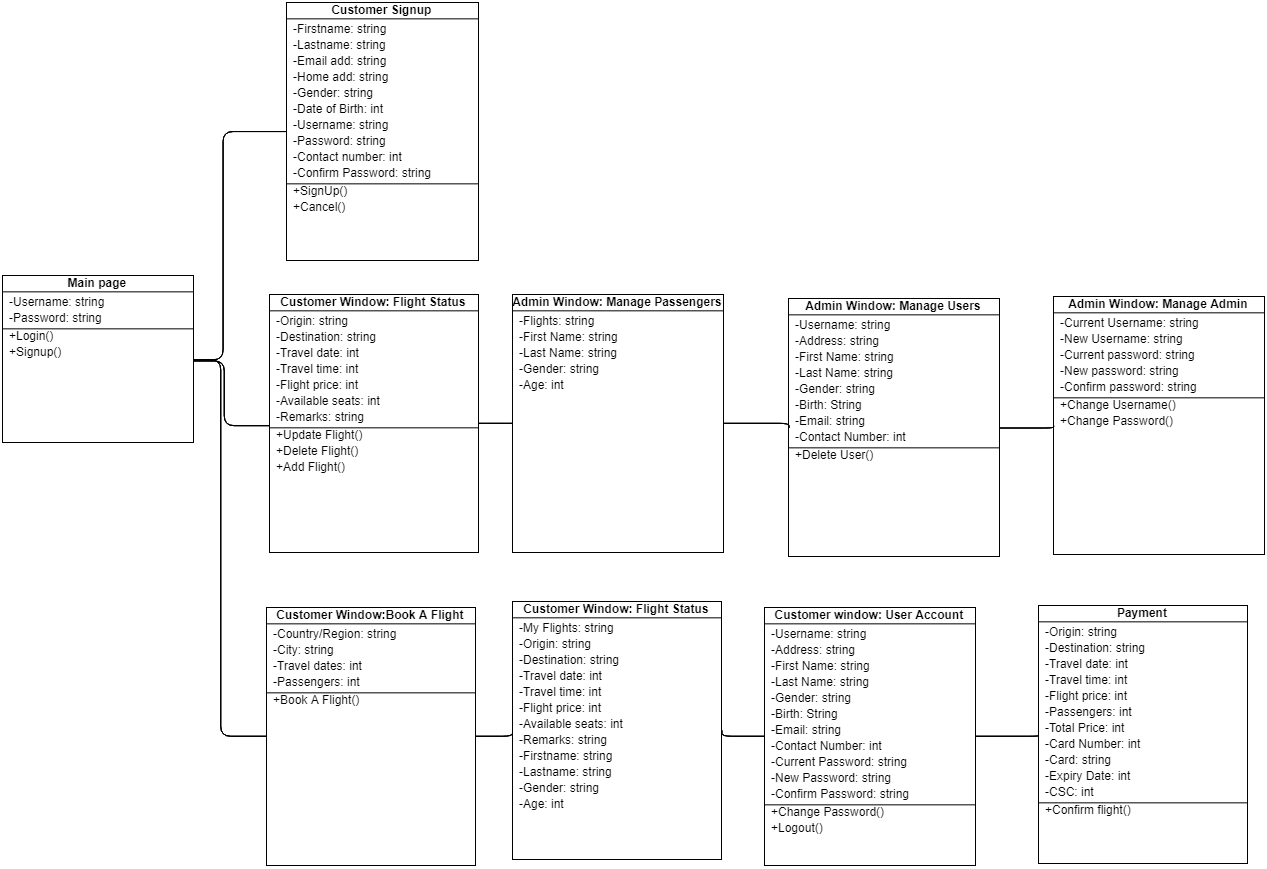 Customer Signup
-Firstname: string
-Lastname: string
-Email add: string
-Home add: string
-Gender: string
-Date of Birth: int
-Username: string
-Password: string
-Contact number: int
-Confirm Password: string
+SignUp()
+Cancel()
Main page
-Username: string
-Password: string
+Login()
+Signup()
Customer Window: Flight Status
-Origin: string
-Destination: string
-Travel date: int
-Travel time: int
-Flight price: int
-Available seats: int
-Remarks: string
+Update Flight()
+Delete Flight()
+Add Flight()
Admin Window: Manage Passengers
-Flights: string
-First Name: string
-Last Name: string
-Gender: string
-Age: int
Admin Window: Manage Users
-Username: string
-Address: string
-First Name: string
-Last Name: string
-Gender: string
-Birth: String
-Email: string
-Contact Number: int
+Delete User()
Admin Window: Manage Admin
-Current Username: string
-New Username: string
-Current password: string
-New password: string
-Confirm password: string
+Change Username()
+Change Password()
Customer Window:Book A Flight
-Country/Region: string
-City: string
-Travel dates: int
-Passengers: int
+Book A Flight()
Customer Window: Flight Status
-My Flights: string
-Origin: string
-Destination: string
-Travel date: int
-Travel time: int
-Flight price: int
-Available seats: int
-Remarks: string
-Firstname: string
-Lastname: string
-Gender: string
-Age: int
Customer window: User Account
-Username: string
-Address: string
-First Name: string
-Last Name: string
-Gender: string
-Birth: String
-Email: string
-Contact Number: int
-Current Password: string
-New Password: string
-Confirm Password: string
+Change Password()
+Logout()
Payment
-Origin: string
-Destination: string
-Travel date: int
-Travel time: int
-Flight price: int
-Passengers: int
-Total Price: int
-Card Number: int
-Card: string
-Expiry Date: int
-CSC: int
+Confirm flight()